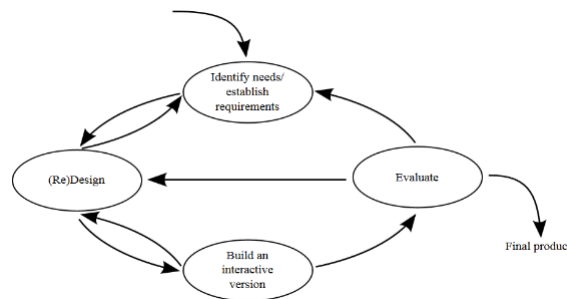 Identify needs/
establish
requirements
(Re)Design
Evaluate
Build an
interactive
version
Final produc